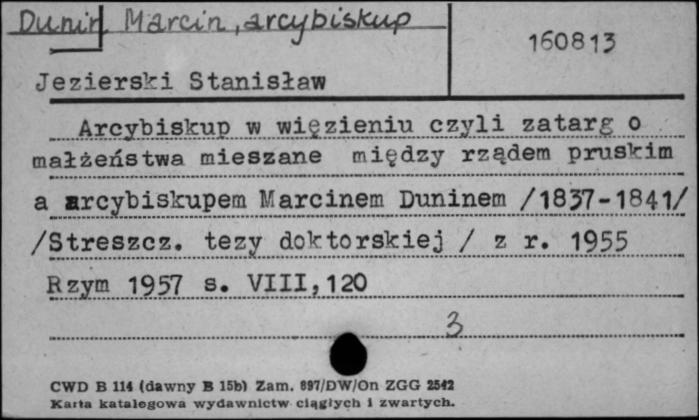 Dunin, Marcin, arcybiskup
160813
Jezierski Stanisław
Arcybiskup w więzieniu czyli zatarg o
małżeństwa mieszane między rządem pruskim
a arcybiskupem Marcinem Duninem /1837-1841/
/Streszcz. tezy doktorskiej / z r. 1955
Rzym 1957 s. VIII,120
3
CWD B 114 (dawny B 15b) Zam. 897/DW/On ZGG 2542
Karta katalogowa wydawnictw ciągłych i zwartych.